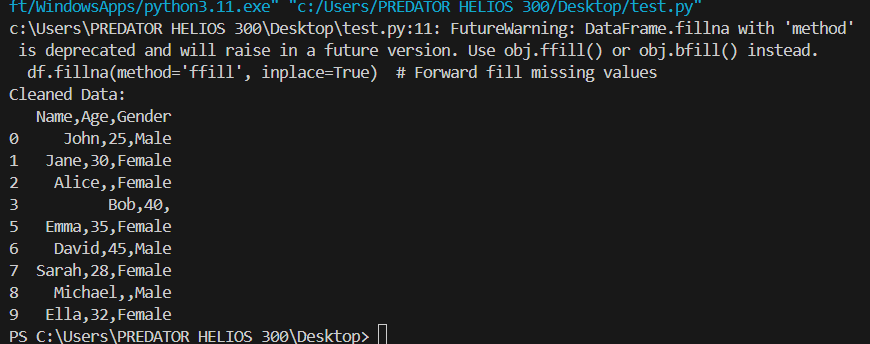 ft/WindowsApps/python3.11.exe" "c:/Users/PREDATOR HELIOS 300/Desktop/test.py"
c:\Users\PREDATOR HELIOS 300\Desktop\test.py:11: FutureWarning: DataFrame.fillna with 'method'
 is deprecated and will raise in a future version. Use obj.ffill() or obj.bfill() instead.
  df.fillna(method='ffill', inplace=True)  # Forward fill missing values
Cleaned Data:
   Name,Age,Gender
0     John,25,Male
1   Jane,30,Female
2    Alice,,Female
3          Bob,40,
5   Emma,35,Female
6    David,45,Male
7  Sarah,28,Female
8    Michael,,Male
9   Ella,32,Female
PS C:\Users\PREDATOR HELIOS 300\Desktop>